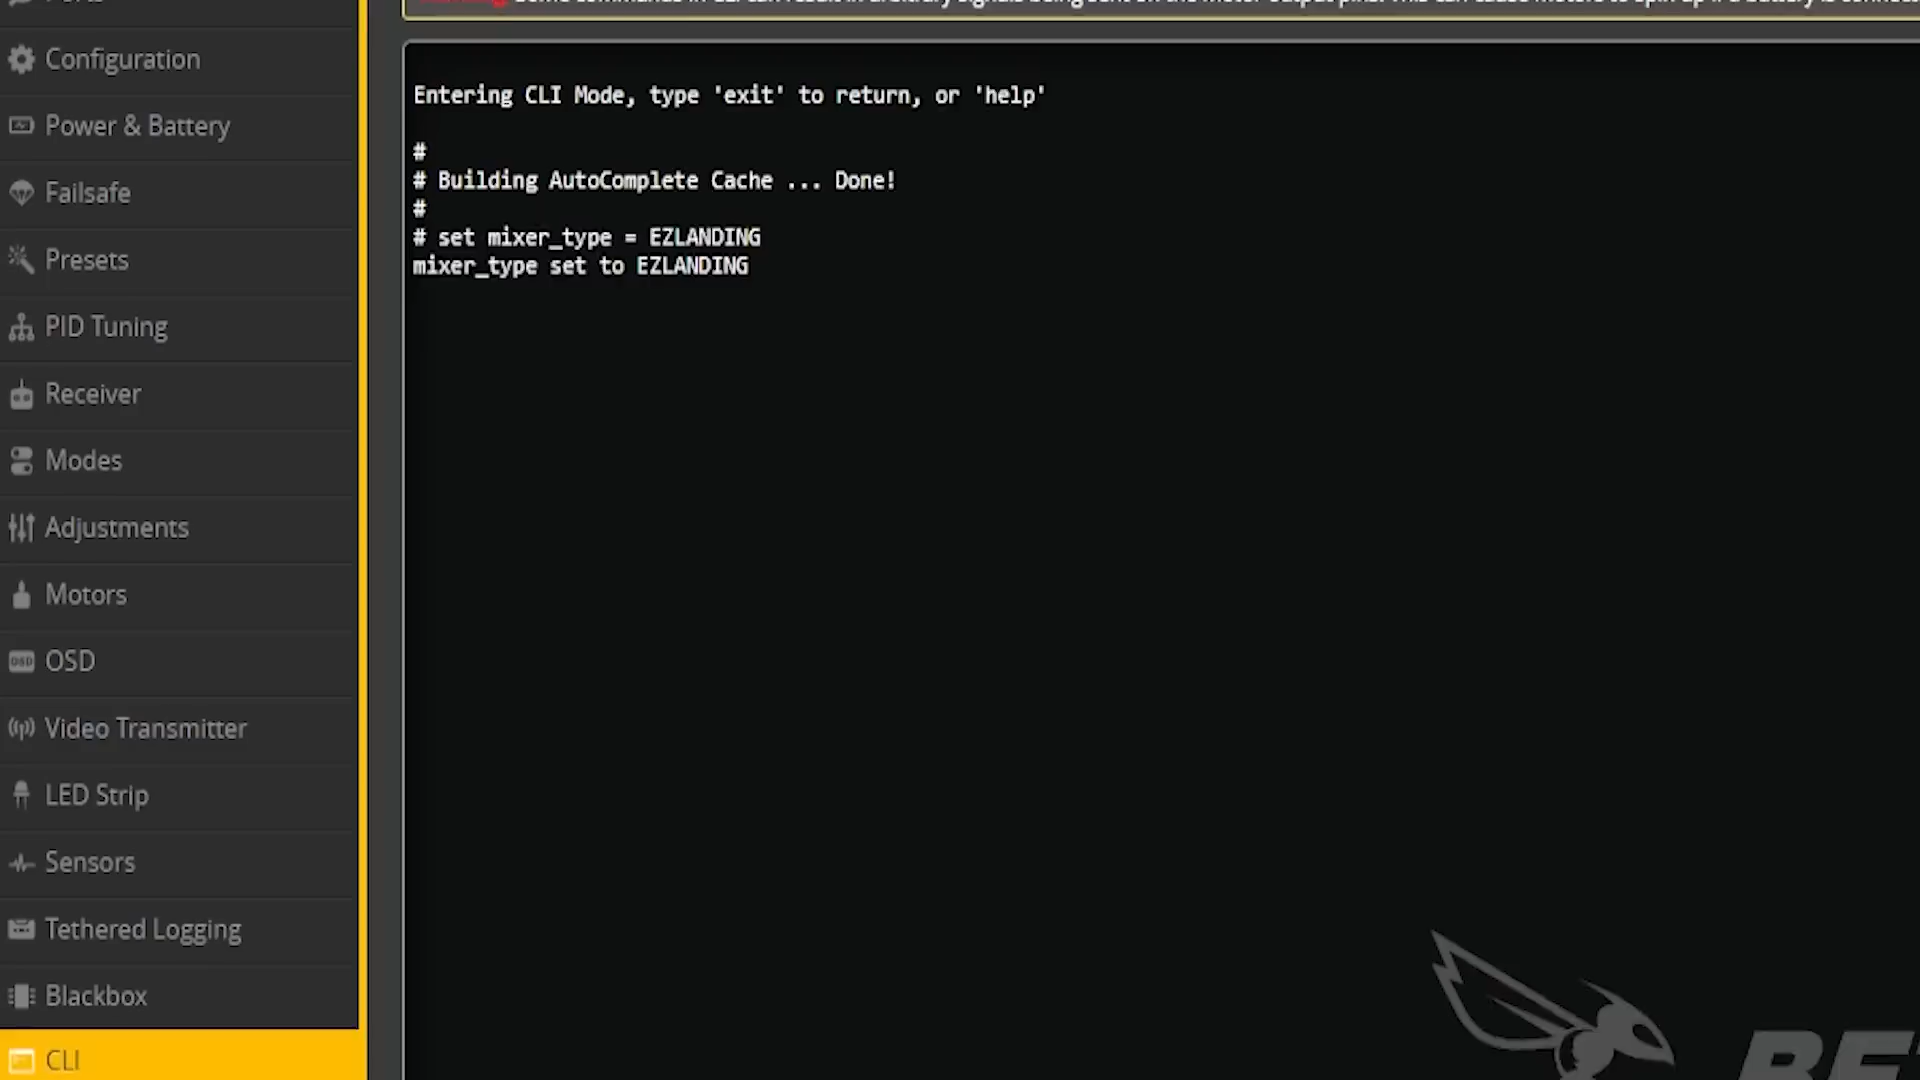 Configuration
Power & Battery
Failsafe
Presets
PID Tuning
Receiver
Modes
Adjustments
Motors
OSD
Video Transmitter
LED Strip
Sensors
Tethered Logging
Blackbox
CLI
Entering CLI Mode, type 'exit' to return, or 'help'
#
# Building AutoComplete Cache ... Done!
#
# set mixer_type = EZLANDING
mixer_type set to EZLANDING